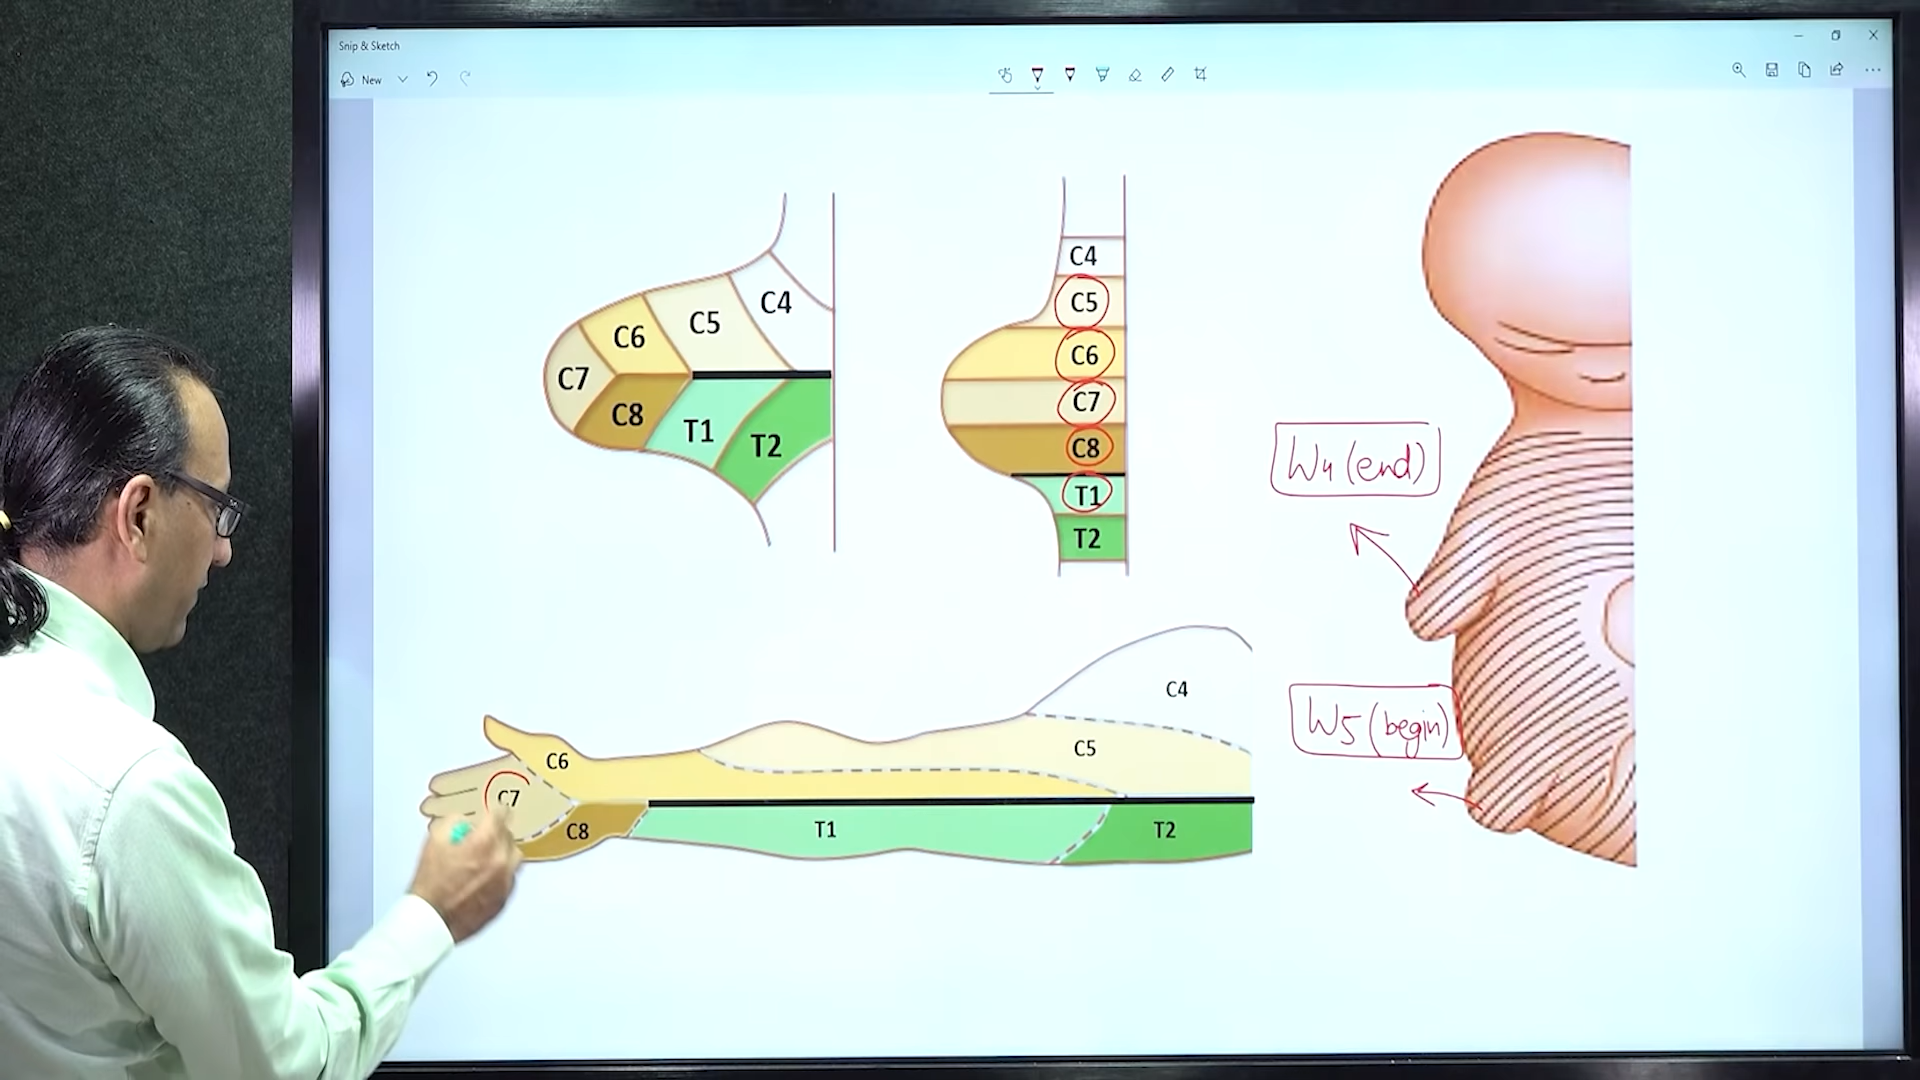 Snip & Sketch
New
C4
C5
C6
C7
C8
T1
T2
C4
C5
C6
C7
C8
T1
T2
W4 (end)
W5 (begin)
C4
C5
C6
C7
C8
T1
T2